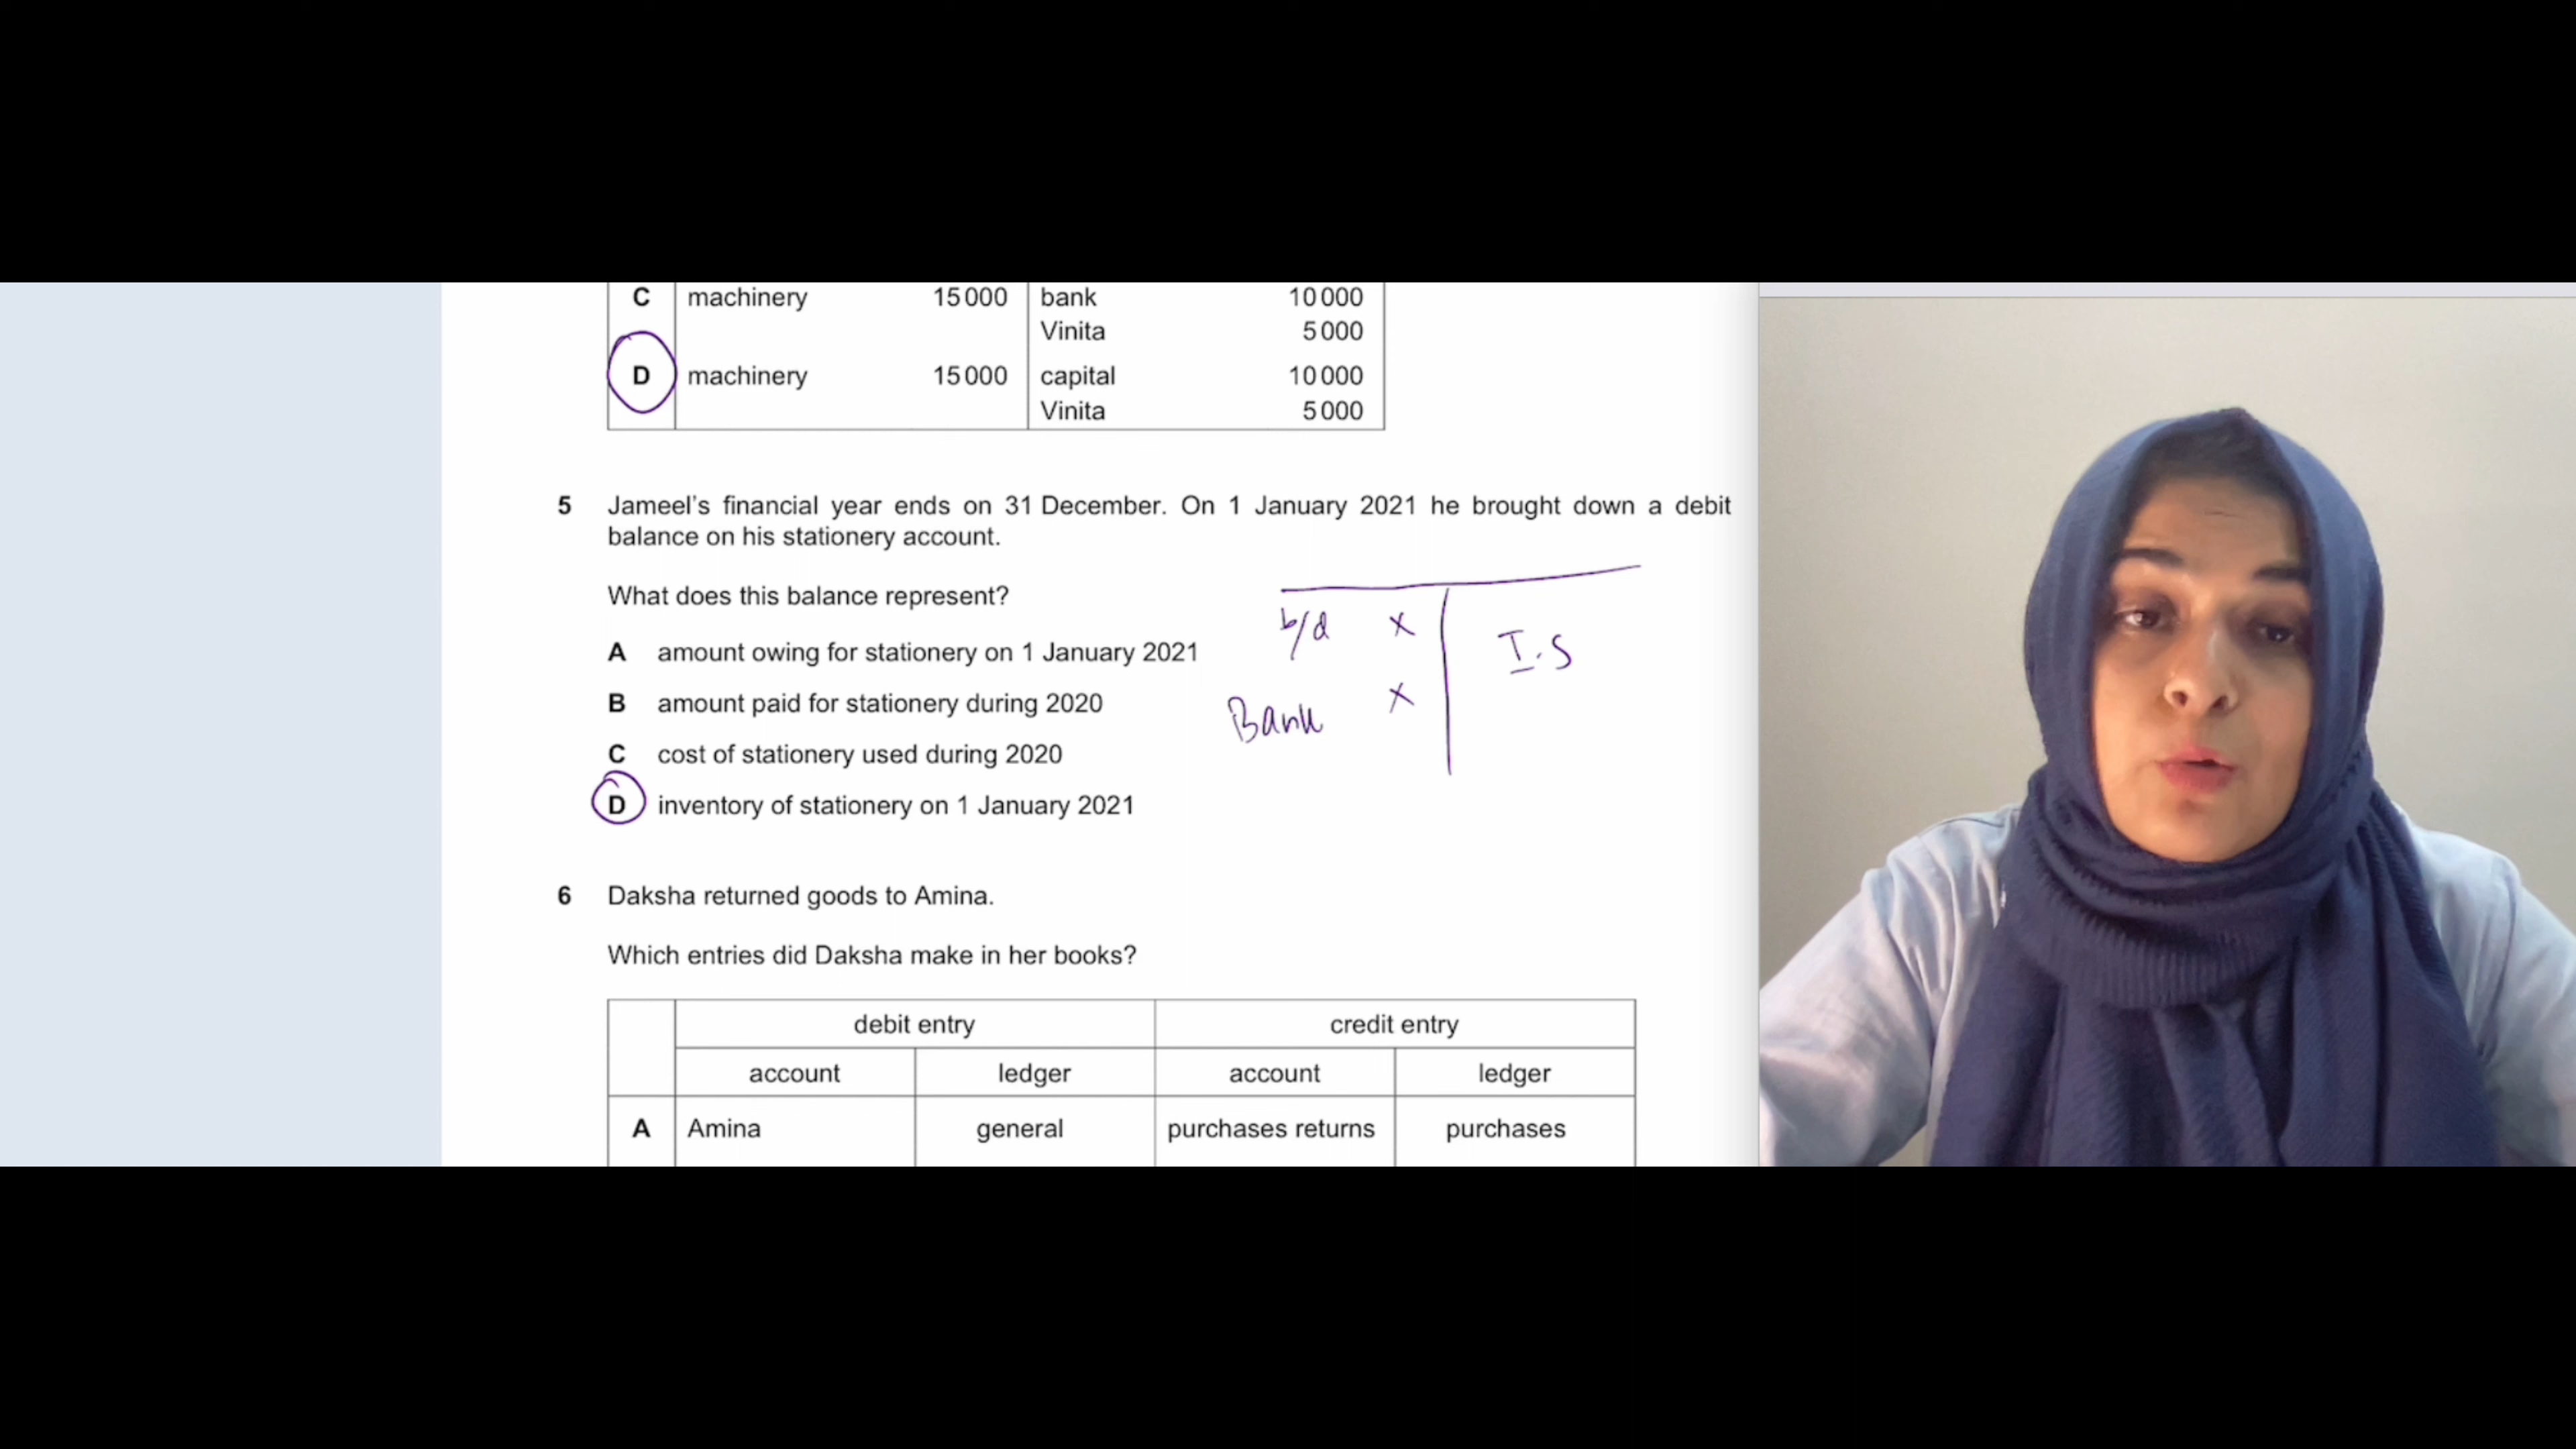 C machinery 15 000 bank 10 000
Vinita 5 000
D machinery 15 000 capital 10 000
Vinita 5 000
5 Jameel's financial year ends on 31 December. On 1 January 2021 he brought down a debit
balance on his stationery account.
What does this balance represent?
A amount owing for stationery on 1 January 2021
B amount paid for stationery during 2020
C cost of stationery used during 2020
D inventory of stationery on 1 January 2021
b/d x I.S
Bank x
6 Daksha returned goods to Amina.
Which entries did Daksha make in her books?
debit entry credit entry
account ledger account ledger
A Amina general purchases returns purchases